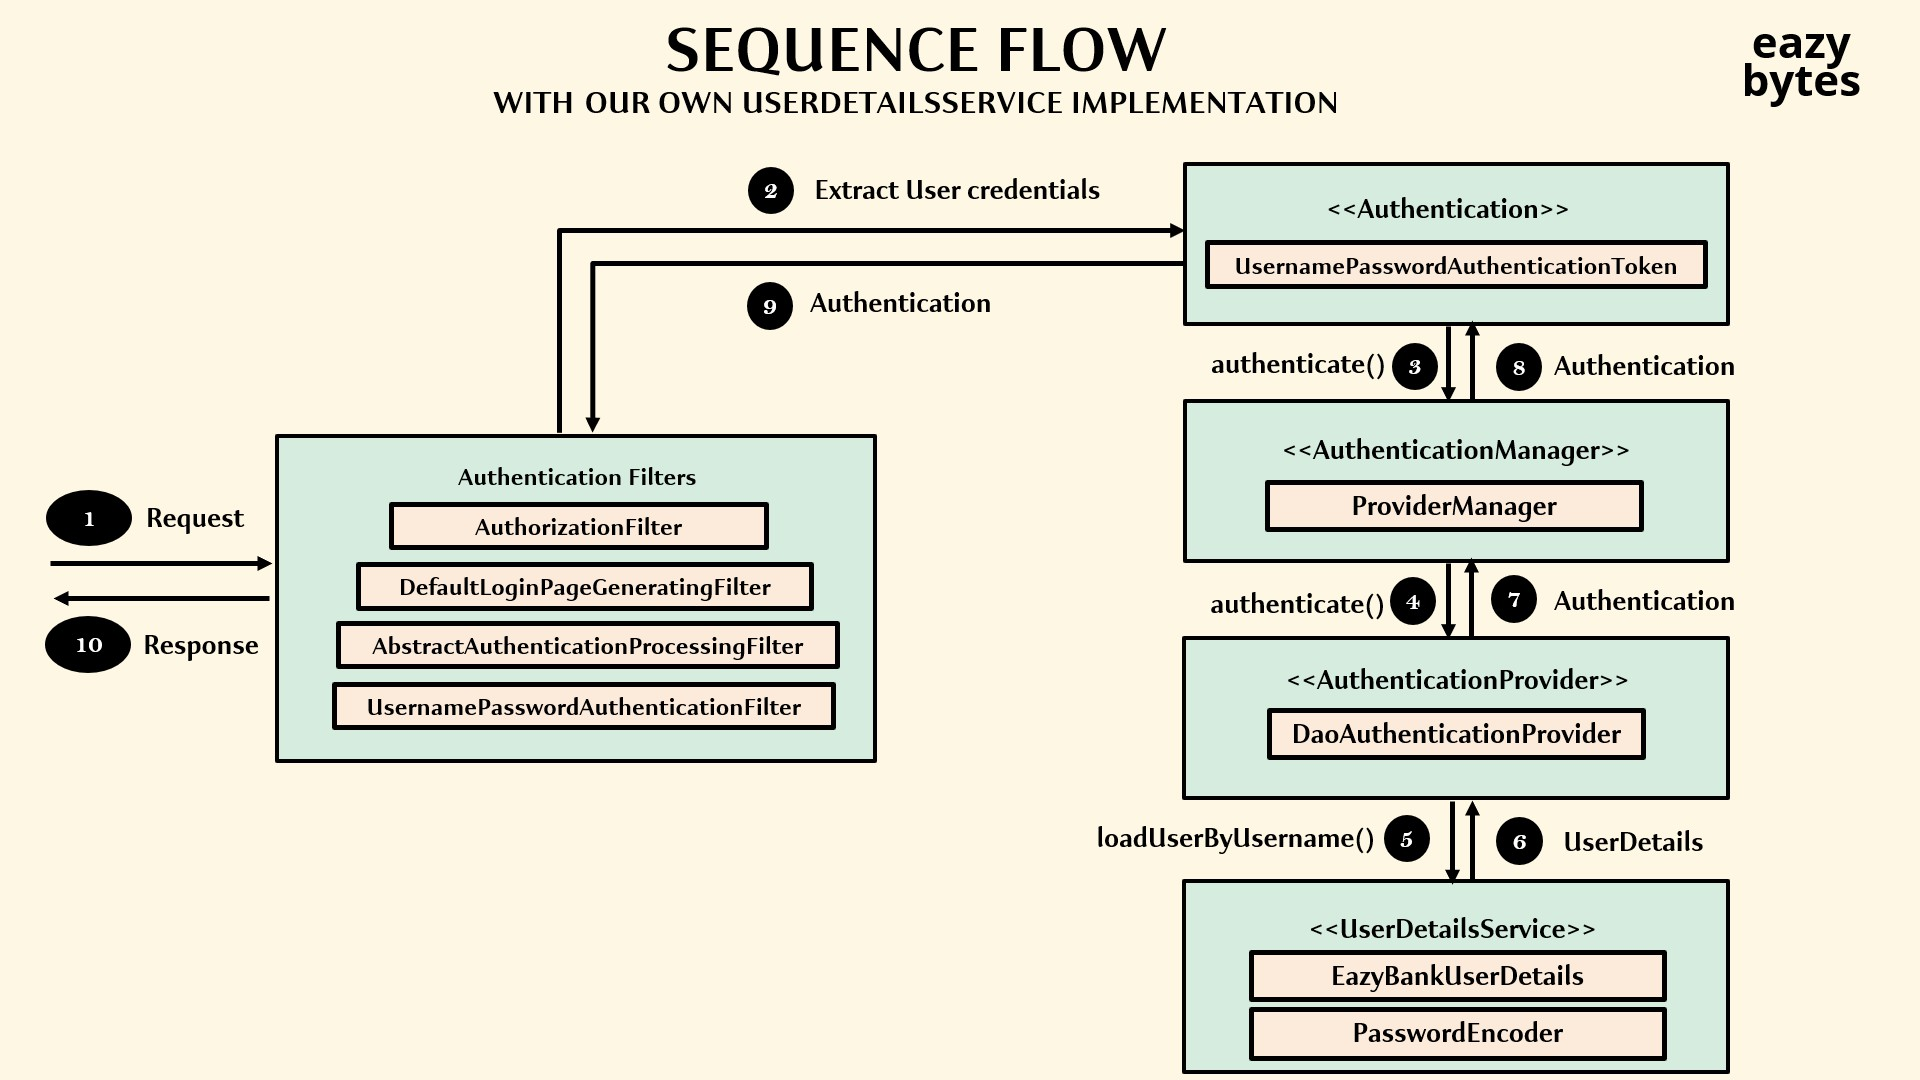 SEQUENCE FLOW
WITH OUR OWN USERDETAILSSERVICE IMPLEMENTATION
eazy
bytes
2 Extract User credentials
9 Authentication
<<Authentication>>
UsernamePasswordAuthenticationToken
authenticate() 3
8 Authentication
<<AuthenticationManager>>
ProviderManager
authenticate() 4
7 Authentication
<<AuthenticationProvider>>
DaoAuthenticationProvider
loadUserByUsername() 5
6 UserDetails
<<UserDetailsService>>
EazyBankUserDetails
PasswordEncoder
1 Request
10 Response
Authentication Filters
AuthorizationFilter
DefaultLoginPageGeneratingFilter
AbstractAuthenticationProcessingFilter
UsernamePasswordAuthenticationFilter